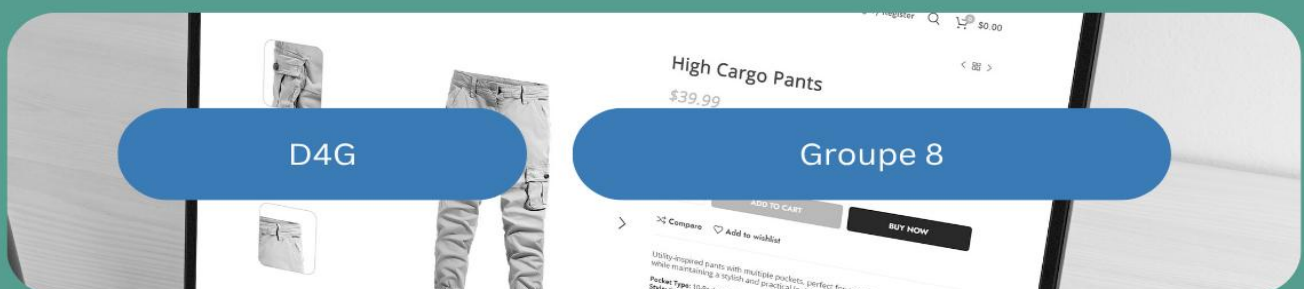 Register
0
$0.00
High Cargo Pants
$39.99
D4G
Groupe 8
ADD TO CART
BUY NOW
Compare
Add to wishlist
Utility-inspired pants with multiple pockets, perfect for
while maintaining a stylish and practical
Pocket Type: